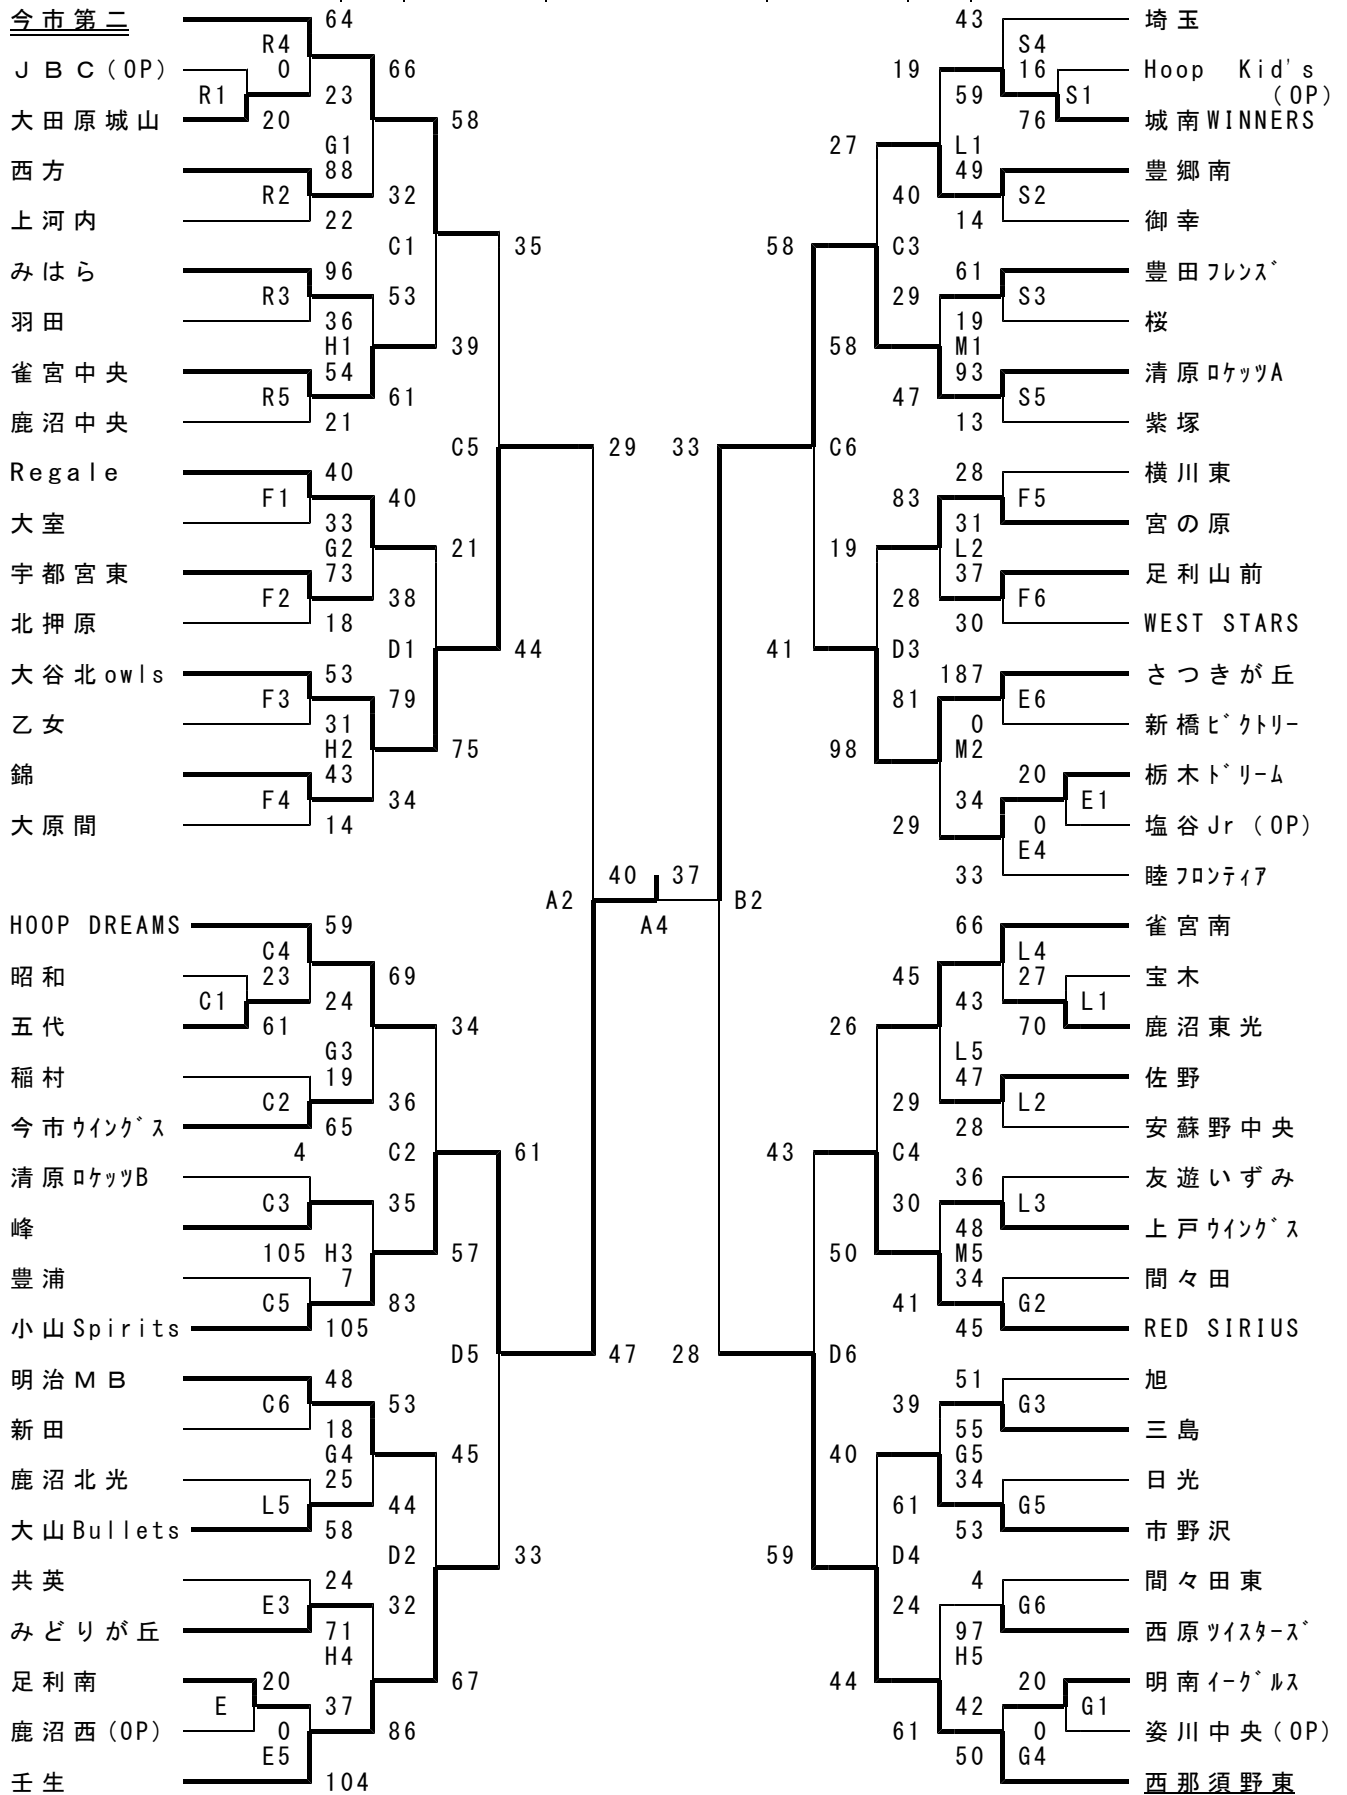 今市第二 64 43 埼玉
R4 S4
JBC(OP) 0 66 19 16 Hoop Kid's
R1 23 59 S1 (OP)
大田原城山 20 58 76 城南WINNERS
G1 27 L1
西方 88 49 豊郷南
R2 32 40 S2
上河内 22 14 御幸
C1 35 58 C3
みはら 96 61 豊田フレンズ
R3 53 29 S3
羽田 36 19 桜
H1 39 58 M1
雀宮中央 54 93 清原ロケッツA
R5 61 47 S5
鹿沼中央 21 13 紫塚
C5 29 33 C6
Regale 40 28 横川東
F1 40 83 F5
大室 33 31 宮の原
G2 21 19 L2
宇都宮東 73 37 足利山前
F2 38 28 F6
北押原 18 30 WEST STARS
D1 44 41 D3
大谷北owls 53 187 さつきが丘
F3 79 81 E6
乙女 31 0 新橋ビクトリー
H2 75 98 M2
錦 43 20 栃木ドリーム
F4 34 34 E1
大原間 14 29 0 塩谷Jr(OP)
E4
40 37 33 睦フロンティア
A2 B2
HOOP DREAMS 59 A4 66 雀宮南
C4 L4
昭和 23 69 45 27 宝木
C1 24 43 L1
五代 61 34 26 70 鹿沼東光
G3 L5
稲村 19 47 佐野
C2 36 29 L2
今市ウイングス 65 28 安蘇野中央
4 C2 61 43 C4
清原ロケッツB 36 友遊いずみ
C3 35 30 L3
峰 48 上戸ウイングス
105 H3 57 50 M5
豊浦 7 34 間々田
C5 83 41 G2
小山Spirits 105 45 RED SIRIUS
D5 47 28 D6
明治MB 48 51 旭
C6 53 39 G3
新田 18 55 三島
G4 45 40 G5
鹿沼北光 25 34 日光
L5 44 61 G5
大山Bullets 58 53 市野沢
D2 33 59 D4
共英 24 4 間々田東
E3 32 24 G6
みどりが丘 71 97 西原ツイスターズ
H4 H5
足利南 20 67 44 20 明南イーグルス
E 37 42 G1
鹿沼西(OP) 0 86 61 0 姿川中央(OP)
E5 50 G4
壬生 104 西那須野東